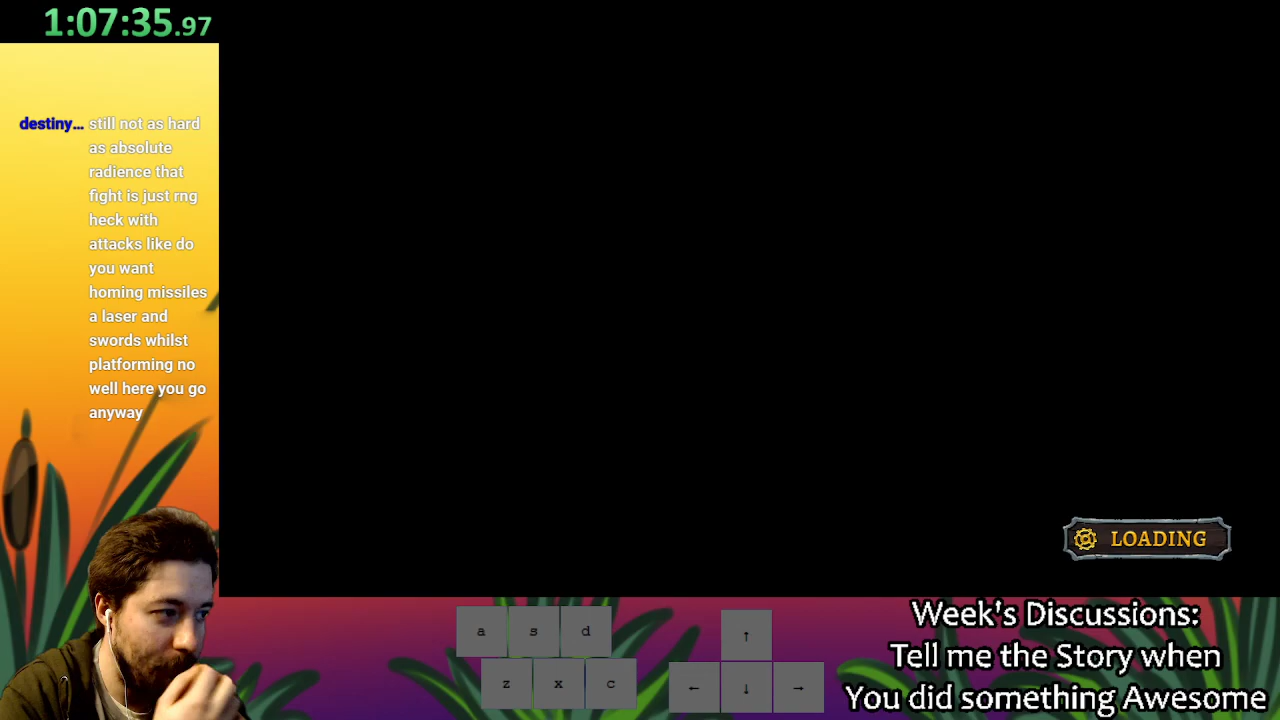 1:07:35.97
destiny... still not as hard
as absolute
radience that
fight is just rng
heck with
attacks like do
you want
homing missiles
a laser and
swords whilst
platforming no
well here you go
anyway
LOADING
a s d
z x c
↑
← ↓ →
Week's Discussions:
Tell me the Story when
You did something Awesome